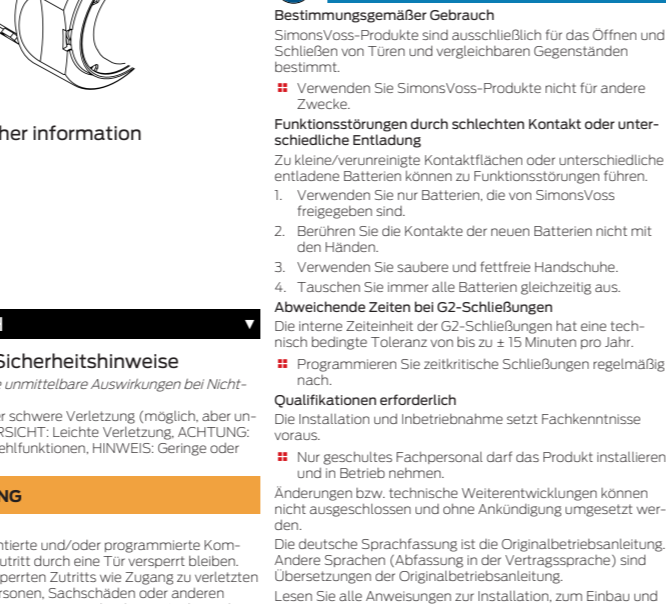 her information
H ▼
Sicherheitshinweise
e unmittelbare Auswirkungen bei Nicht-
er schwere Verletzung (möglich, aber un-
RSICHT: Leichte Verletzung, ACHTUNG:
ehlfunktionen, HINWEIS: Geringe oder
NG
ntierte und/oder programmierte Kom-
utritt durch eine Tür versperrt bleiben.
perrten Zutritts wie Zugang zu verletzten
rsonen, Sachschäden oder anderen
Bestimmungsgemäßer Gebrauch
SimonsVoss-Produkte sind ausschließlich für das Öffnen und
Schließen von Türen und vergleichbaren Gegenständen
bestimmt.
Verwenden Sie SimonsVoss-Produkte nicht für andere
Zwecke.
Funktionsstörungen durch schlechten Kontakt oder unter-
schiedliche Entladung
Zu kleine/verunreinigte Kontaktflächen oder unterschiedliche
entladene Batterien können zu Funktionsstörungen führen.
1. Verwenden Sie nur Batterien, die von SimonsVoss
freigegeben sind.
2. Berühren Sie die Kontakte der neuen Batterien nicht mit
den Händen.
3. Verwenden Sie saubere und fettfreie Handschuhe.
4. Tauschen Sie immer alle Batterien gleichzeitig aus.
Abweichende Zeiten bei G2-Schließungen
Die interne Zeiteinheit der G2-Schließungen hat eine tech-
nisch bedingte Toleranz von bis zu ± 15 Minuten pro Jahr.
Programmieren Sie zeitkritische Schließungen regelmäßig
nach.
Qualifikationen erforderlich
Die Installation und Inbetriebnahme setzt Fachkenntnisse
voraus.
Nur geschultes Fachpersonal darf das Produkt installieren
und in Betrieb nehmen.
Änderungen bzw. technische Weiterentwicklungen können
nicht ausgeschlossen und ohne Ankündigung umgesetzt wer-
den.
Die deutsche Sprachfassung ist die Originalbetriebsanleitung.
Andere Sprachen (Abfassung in der Vertragssprache) sind
Übersetzungen der Originalbetriebsanleitung.
Lesen Sie alle Anweisungen zur Installation, zum Einbau und